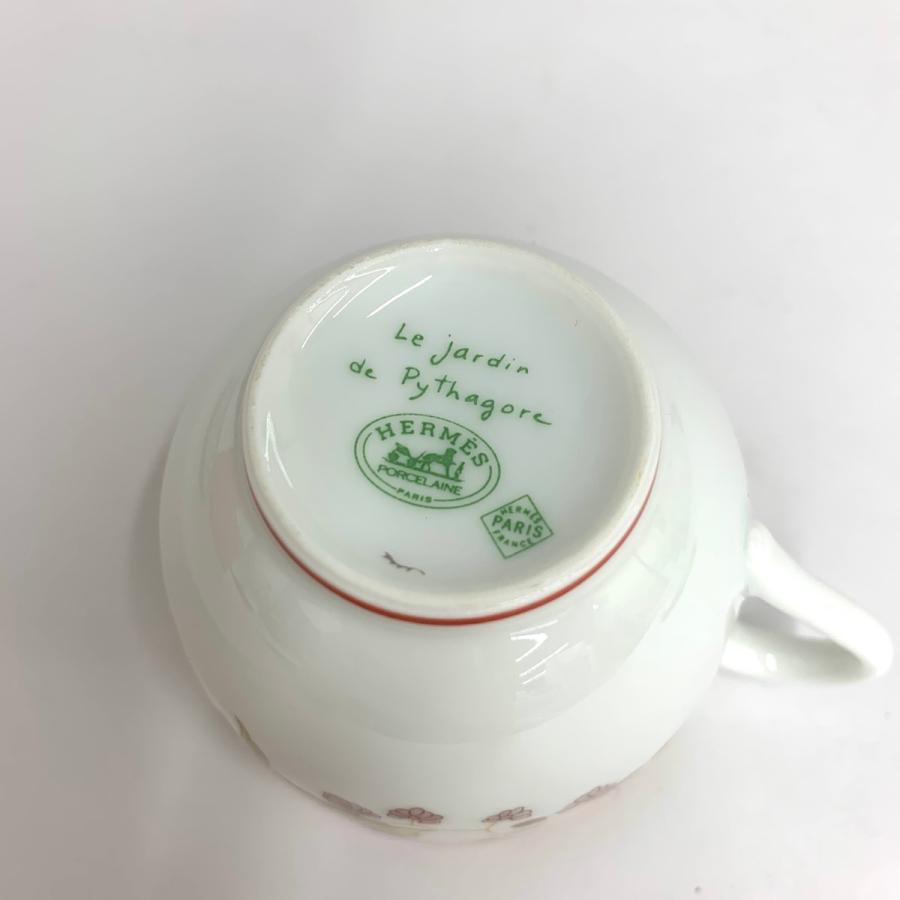 Le jardin
de Pythagore
HERMÈS
PORCELAINE
PARIS
HERMÈS
PARIS
FRANCE